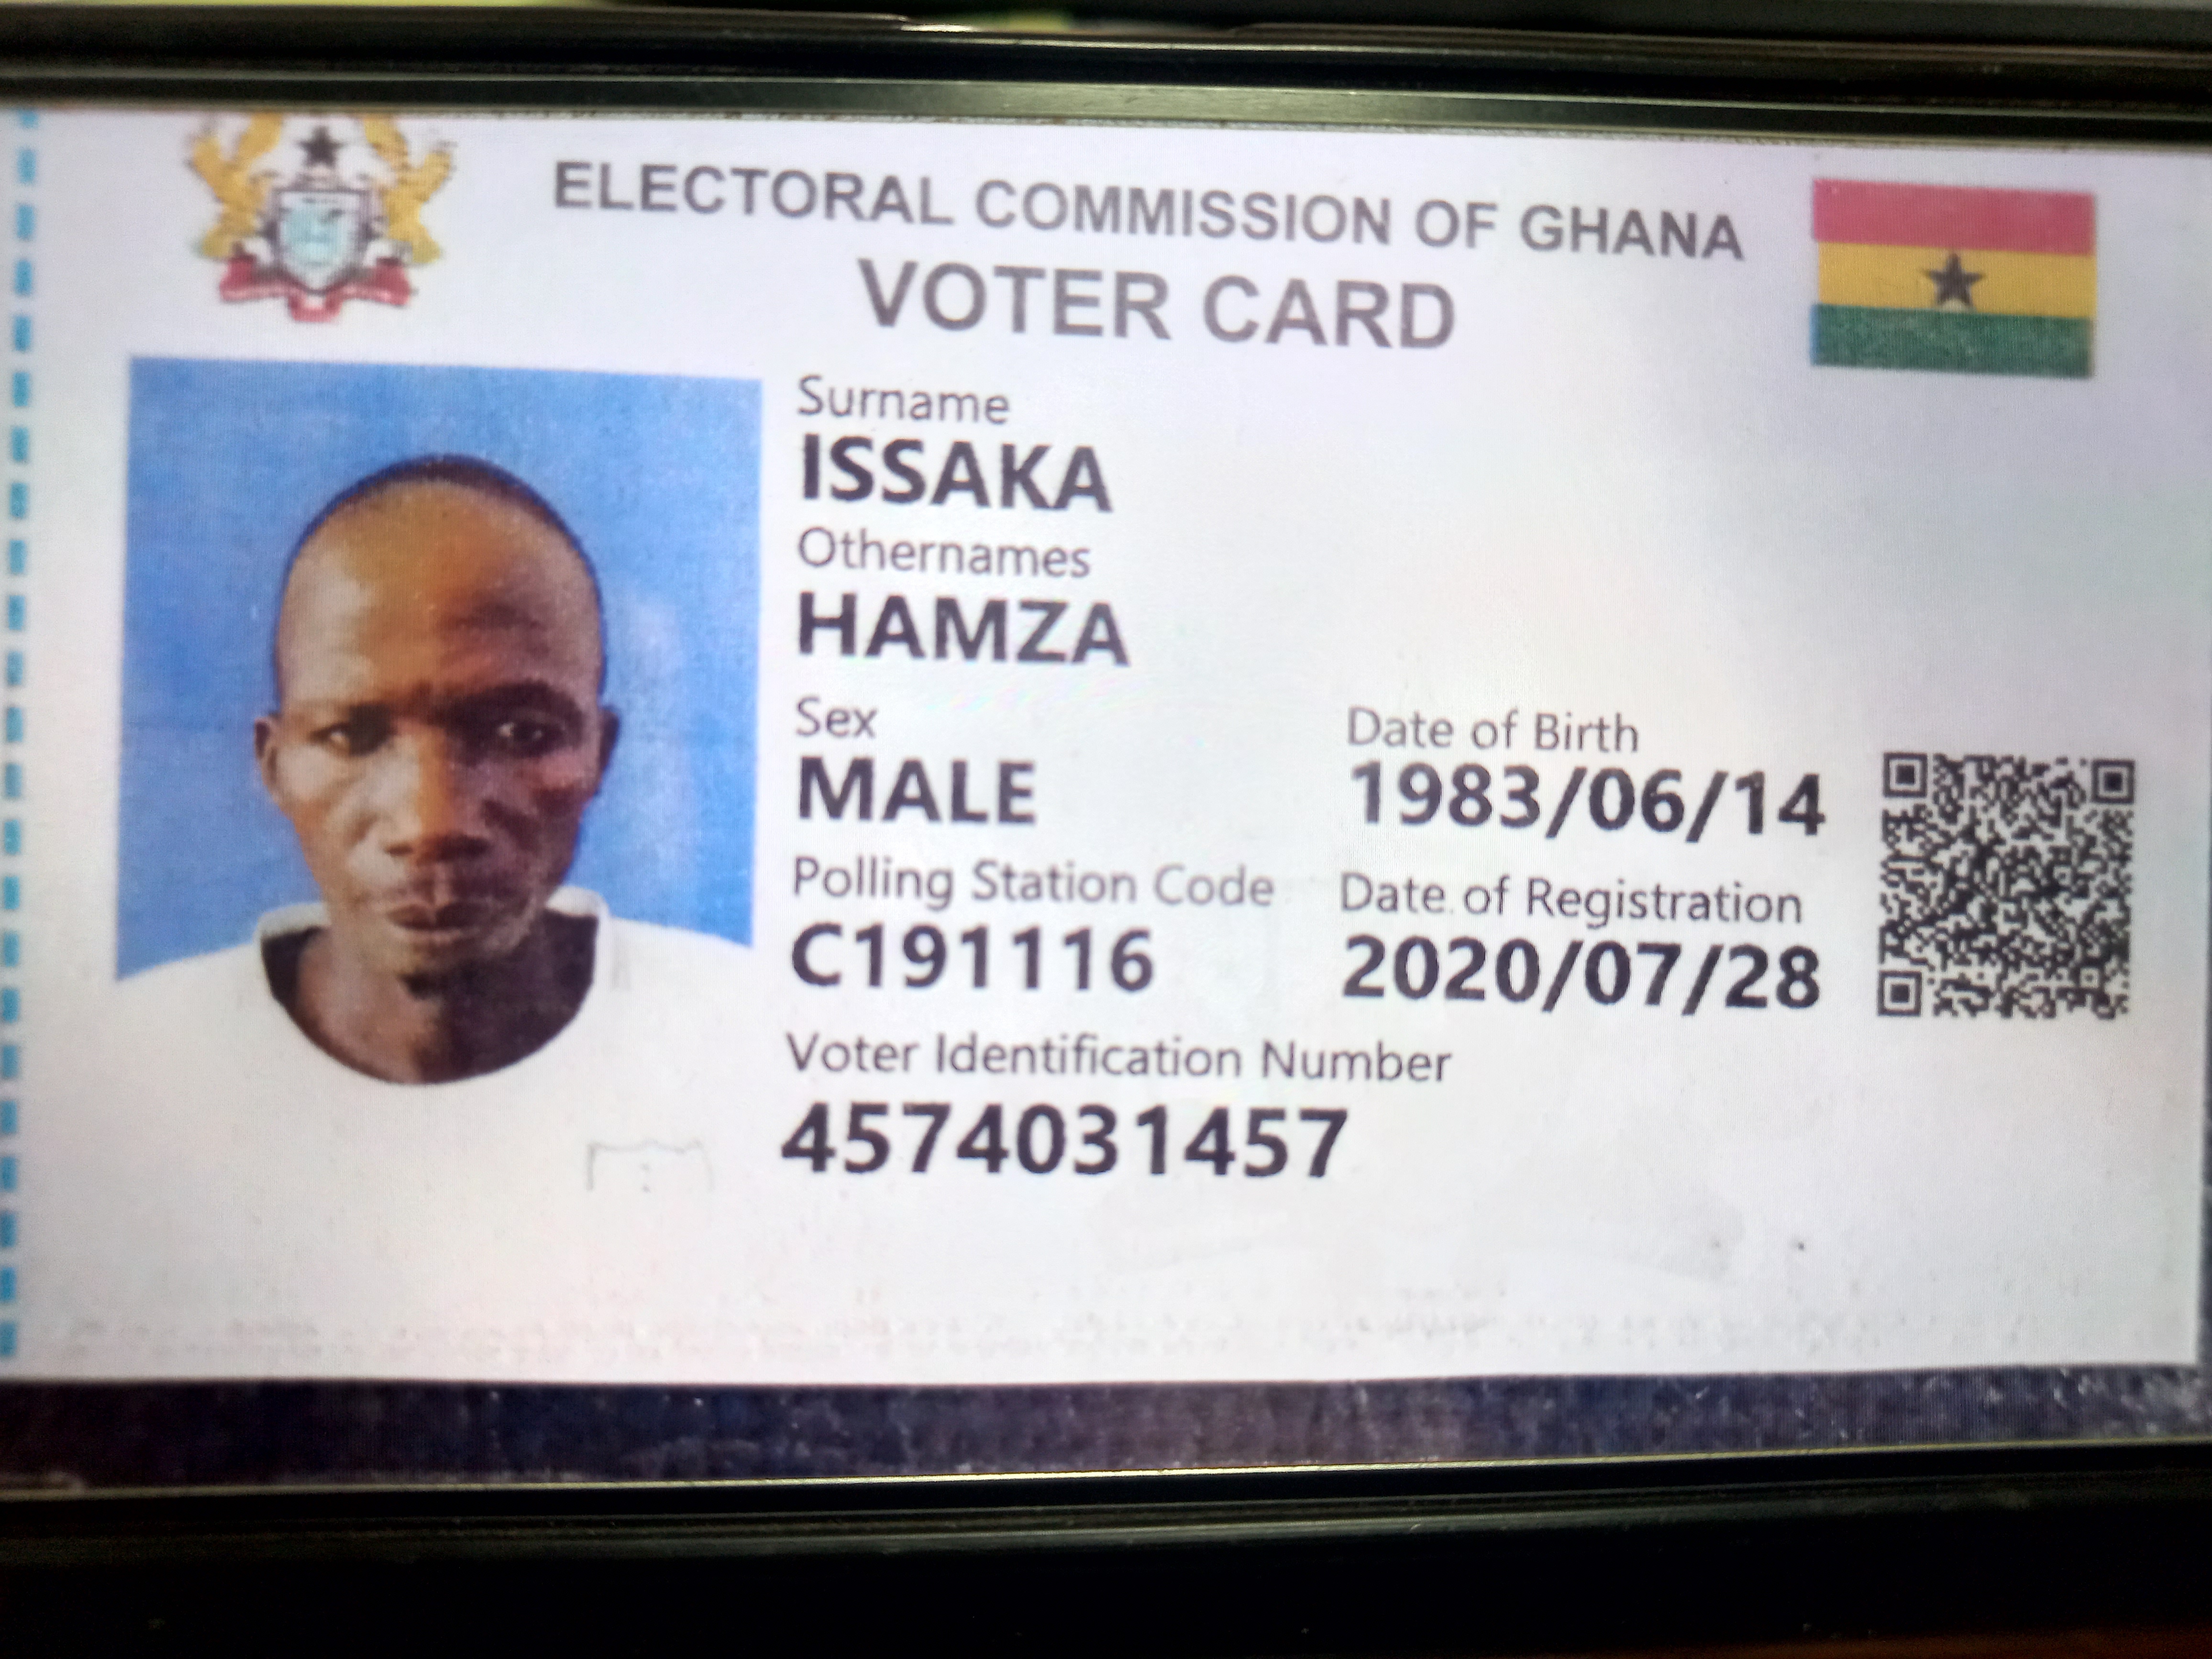 ELECTORAL COMMISSION OF GHANA
VOTER CARD
Surname
ISSAKA
Othernames
HAMZA
Sex
MALE
Date of Birth
1983/06/14
Polling Station Code
C191116
Date of Registration
2020/07/28
Voter Identification Number
4574031457